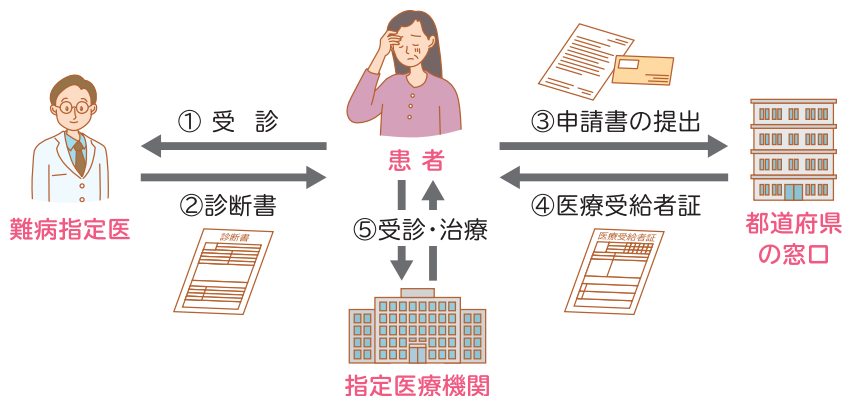 ① 受 診
③申請書の提出
患 者
②診断書
④医療受給者証
難病指定医
都道府県
の窓口
⑤受診・治療
診断書
医療受給者証
指定医療機関